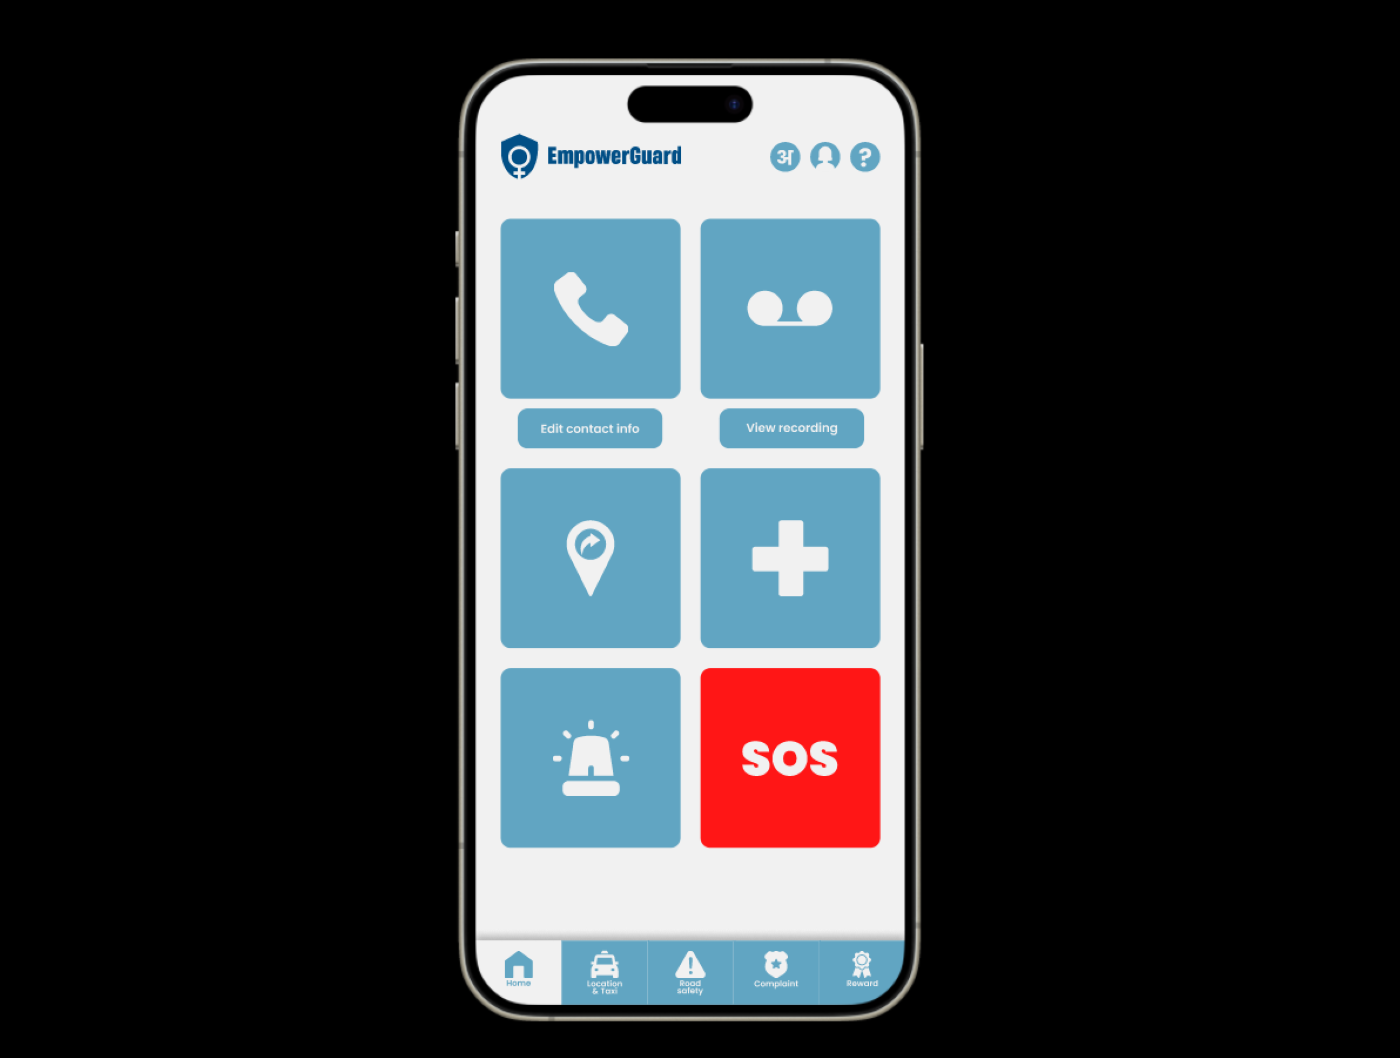 EmpowerGuard
अ
?
Edit contact info
View recording
SOS
Home
Location
& Taxi
Road
safety
Complaint
Reward